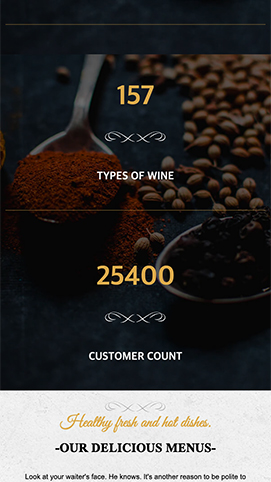 157
TYPES OF WINE
25400
CUSTOMER COUNT
Healthy fresh and hot dishes.
-OUR DELICIOUS MENUS-
Look at your waiter's face. He knows. It's another reason to be polite to